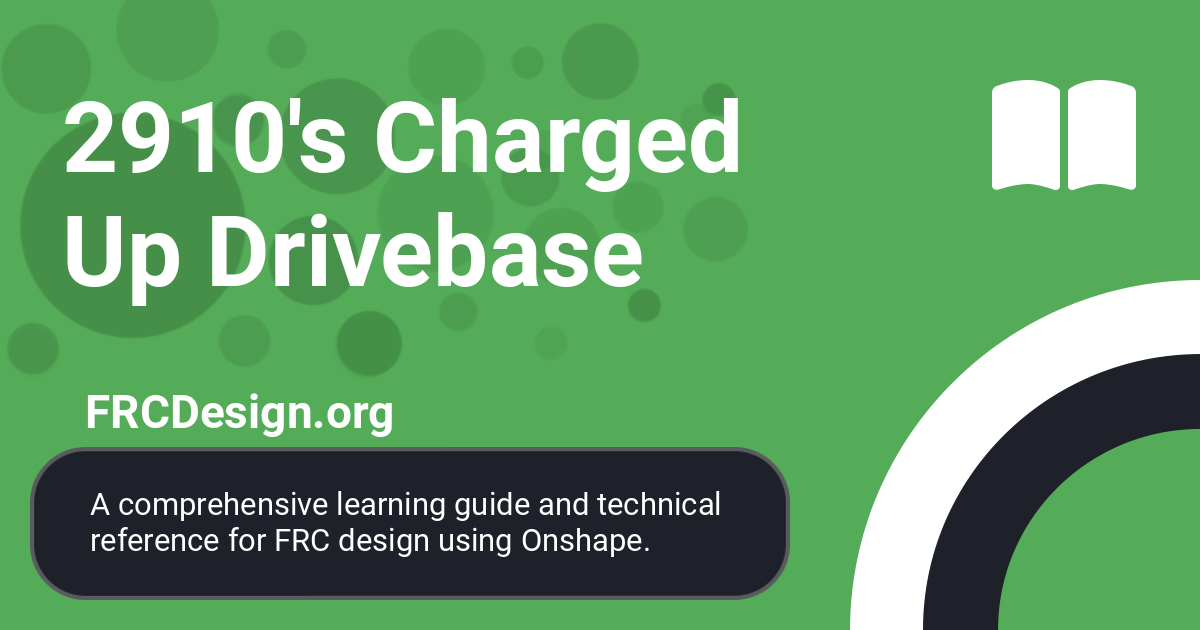 2910's Charged
Up Drivebase
FRCDesign.org
A comprehensive learning guide and technical
reference for FRC design using Onshape.